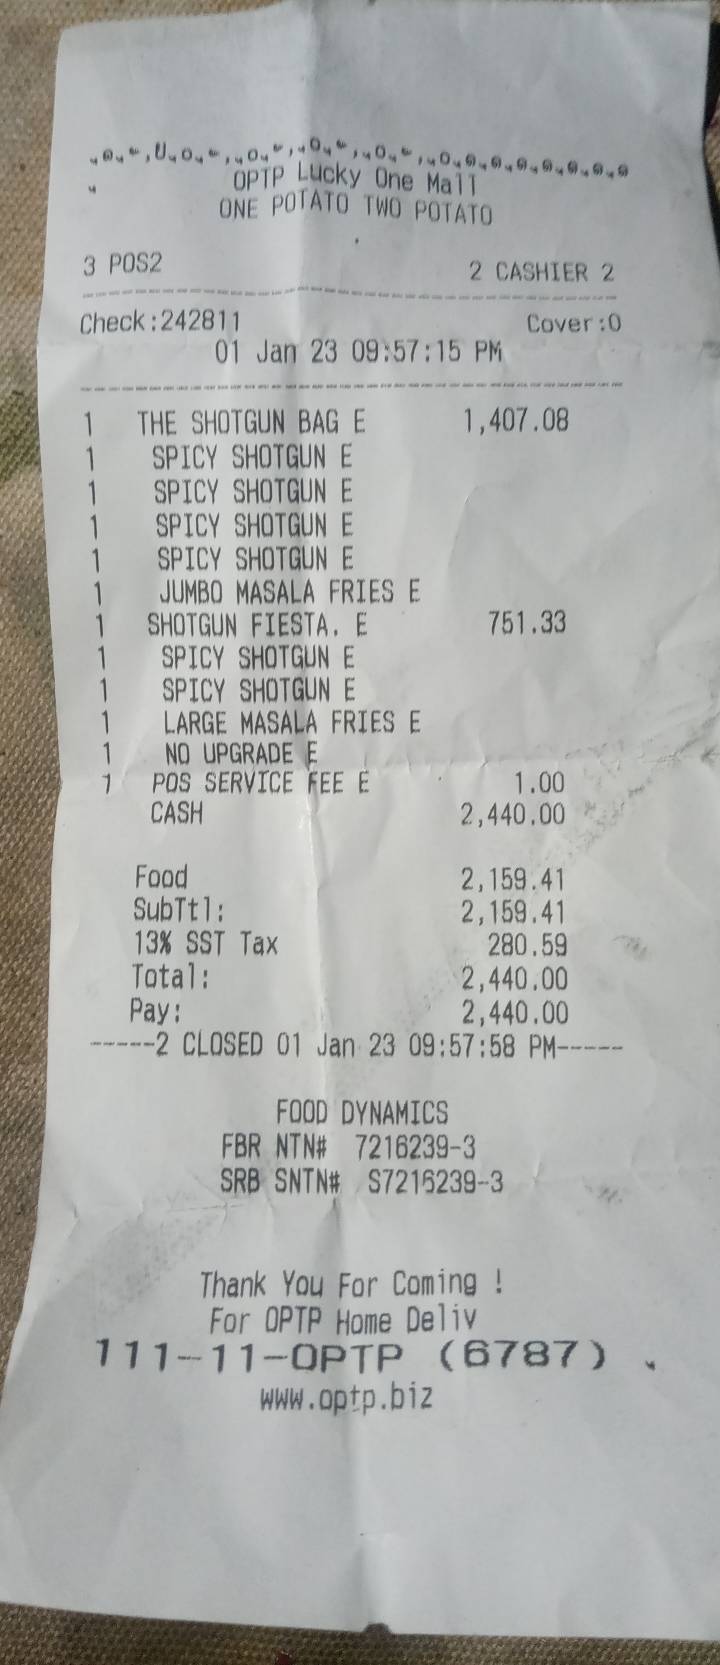 OPTP Lucky One Mall
ONE POTATO TWO POTATO
3 POS2 2 CASHIER 2
Check:242811 Cover:0
01 Jan 23 09:57:15 PM
1 THE SHOTGUN BAG E 1,407.08
1 SPICY SHOTGUN E
1 SPICY SHOTGUN E
1 SPICY SHOTGUN E
1 SPICY SHOTGUN E
1 JUMBO MASALA FRIES E
1 SHOTGUN FIESTA. E 751.33
1 SPICY SHOTGUN E
1 SPICY SHOTGUN E
1 LARGE MASALA FRIES E
1 NO UPGRADE E
1 POS SERVICE FEE E 1.00
CASH 2,440.00
Food 2,159.41
SubTtl: 2,159.41
13% SST Tax 280.59
Total: 2,440.00
Pay: 2,440.00
-----2 CLOSED 01 Jan 23 09:57:58 PM-----
FOOD DYNAMICS
FBR NTN# 7216239-3
SRB SNTN# S7216239-3
Thank You For Coming !
For OPTP Home Deliv
111-11-OPTP (6787)
www.optp.biz